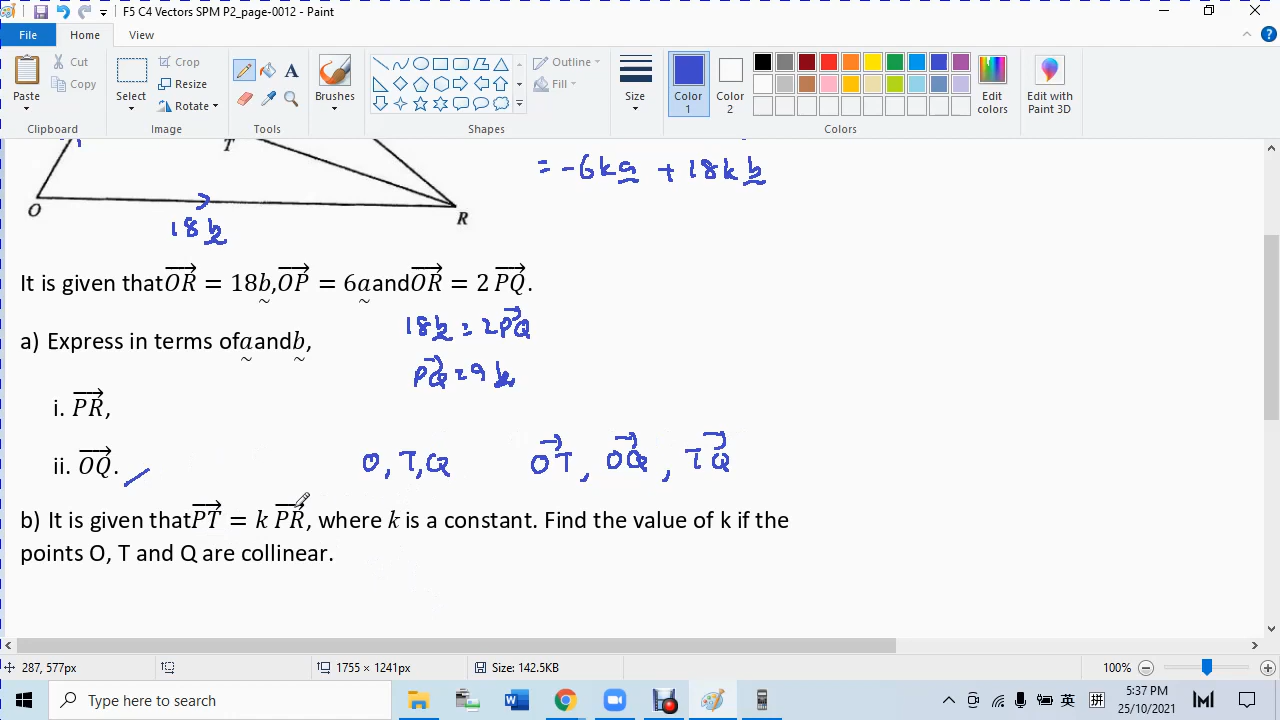 F5 C4 Vectors SPM P2_page-0012 - Paint
File Home View
Paste Cut Copy Clipboard
Select Crop Resize Rotate Image
A Tools
Brushes
Shapes Outline Fill
Size
Color 1 Color 2 Colors
Edit colors
Edit with Paint 3D
T
= -6ka + 18kb
O
R
18b
It is given that OR = 18b, OP = 6a and OR = 2 PQ.
18b = 2PQ
a) Express in terms of a and b,
PQ = 9b
i. PR,
ii. OQ.
O, T, Q OT, OQ, TQ
b) It is given that PT = k PR, where k is a constant. Find the value of k if the
points O, T and Q are collinear.
287, 577px 1755 × 1241px Size: 142.5KB 100%
Type here to search
英 拼 5:37 PM
25/10/2021